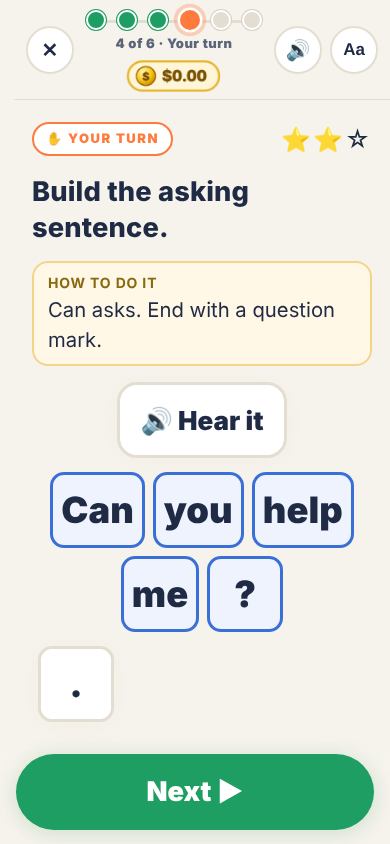 4 of 6 · Your turn
$0.00
Aa
YOUR TURN
Build the asking
sentence.
HOW TO DO IT
Can asks. End with a question
mark.
Hear it
Can you help
me ?
.
Next